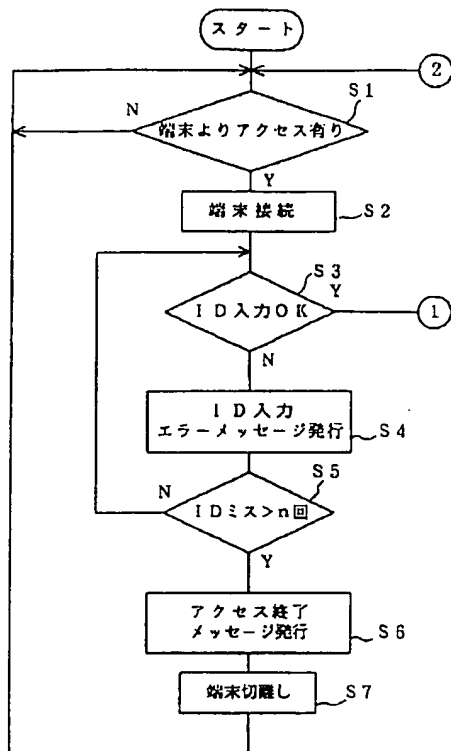 スタート
2
S1
N
端末よりアクセス有り
Y
端末接続
S2
S3
Y
ID入力OK
1
N
ID入力
エラーメッセージ発行
S4
S5
N
IDミス>n回
Y
アクセス終了
メッセージ発行
S6
端末切離し
S7